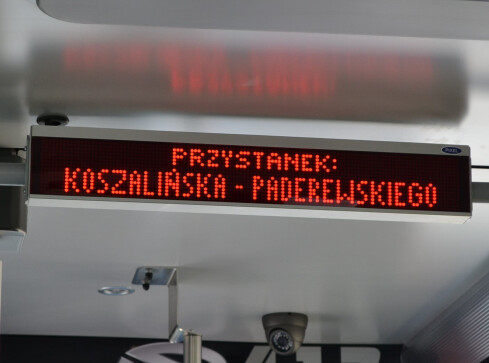 PRZYSTANEK:
KOSZALIŃSKA - PADEREWSKIEGO